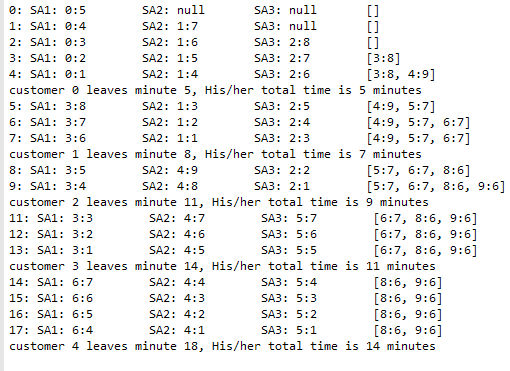 0: SA1: 0:5 SA2: null SA3: null []
1: SA1: 0:4 SA2: 1:7 SA3: null []
2: SA1: 0:3 SA2: 1:6 SA3: 2:8 []
3: SA1: 0:2 SA2: 1:5 SA3: 2:7 [3:8]
4: SA1: 0:1 SA2: 1:4 SA3: 2:6 [3:8, 4:9]
customer 0 leaves minute 5, His/her total time is 5 minutes
5: SA1: 3:8 SA2: 1:3 SA3: 2:5 [4:9, 5:7]
6: SA1: 3:7 SA2: 1:2 SA3: 2:4 [4:9, 5:7, 6:7]
7: SA1: 3:6 SA2: 1:1 SA3: 2:3 [4:9, 5:7, 6:7]
customer 1 leaves minute 8, His/her total time is 7 minutes
8: SA1: 3:5 SA2: 4:9 SA3: 2:2 [5:7, 6:7, 8:6]
9: SA1: 3:4 SA2: 4:8 SA3: 2:1 [5:7, 6:7, 8:6, 9:6]
customer 2 leaves minute 11, His/her total time is 9 minutes
11: SA1: 3:3 SA2: 4:7 SA3: 5:7 [6:7, 8:6, 9:6]
12: SA1: 3:2 SA2: 4:6 SA3: 5:6 [6:7, 8:6, 9:6]
13: SA1: 3:1 SA2: 4:5 SA3: 5:5 [6:7, 8:6, 9:6]
customer 3 leaves minute 14, His/her total time is 11 minutes
14: SA1: 6:7 SA2: 4:4 SA3: 5:4 [8:6, 9:6]
15: SA1: 6:6 SA2: 4:3 SA3: 5:3 [8:6, 9:6]
16: SA1: 6:5 SA2: 4:2 SA3: 5:2 [8:6, 9:6]
17: SA1: 6:4 SA2: 4:1 SA3: 5:1 [8:6, 9:6]
customer 4 leaves minute 18, His/her total time is 14 minutes